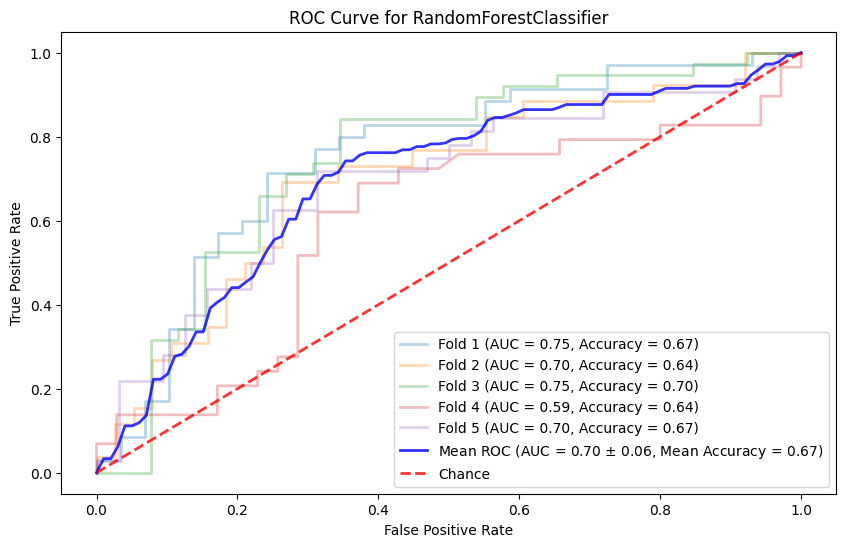 ROC Curve for RandomForestClassifier
True Positive Rate
1.0
0.8
0.6
0.4
0.2
0.0
Fold 1 (AUC = 0.75, Accuracy = 0.67)
Fold 2 (AUC = 0.70, Accuracy = 0.64)
Fold 3 (AUC = 0.75, Accuracy = 0.70)
Fold 4 (AUC = 0.59, Accuracy = 0.64)
Fold 5 (AUC = 0.70, Accuracy = 0.67)
Mean ROC (AUC = 0.70 ± 0.06, Mean Accuracy = 0.67)
Chance
0.0 0.2 0.4 0.6 0.8 1.0
False Positive Rate